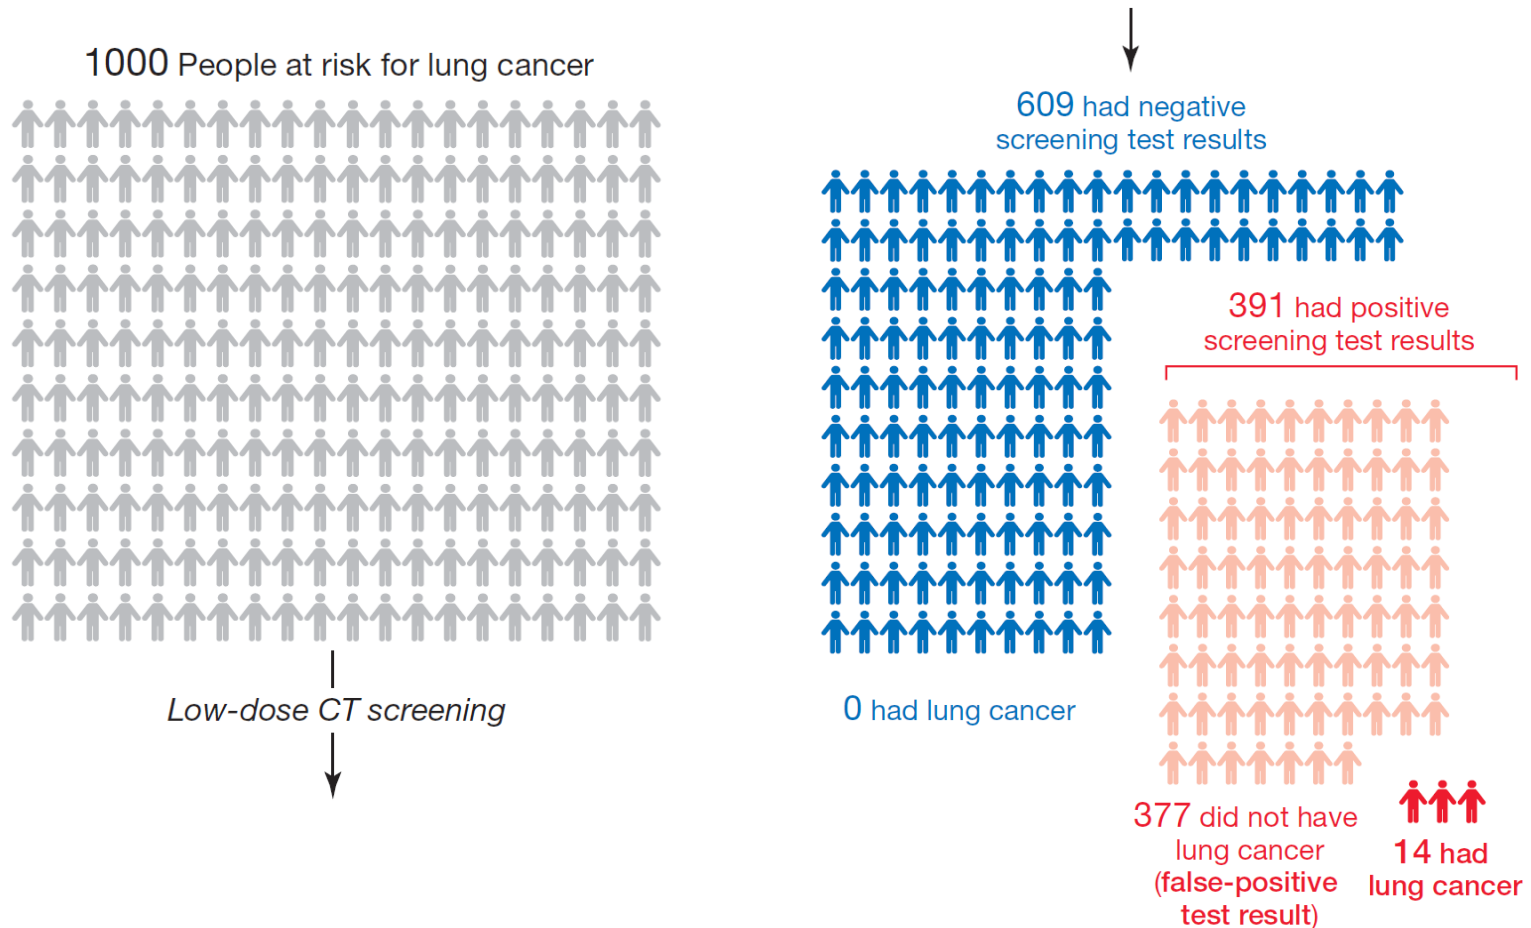 1000 People at risk for lung cancer
Low-dose CT screening
609 had negative
screening test results
0 had lung cancer
391 had positive
screening test results
377 did not have
lung cancer
(false-positive
test result)
14 had
lung cancer